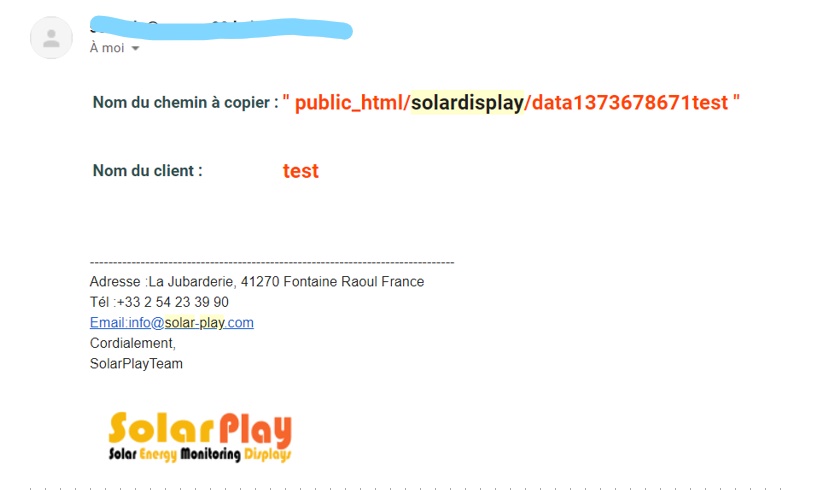 À moi
Nom du chemin à copier : " public_html/solardisplay/data1373678671test "
Nom du client : test
--------------------------------------------------------------------------------
Adresse :La Jubarderie, 41270 Fontaine Raoul France
Tél :+33 2 54 23 39 90
Email:info@solar-play.com
Cordialement,
SolarPlayTeam
SolarPlay
Solar Energy Monitoring Displays